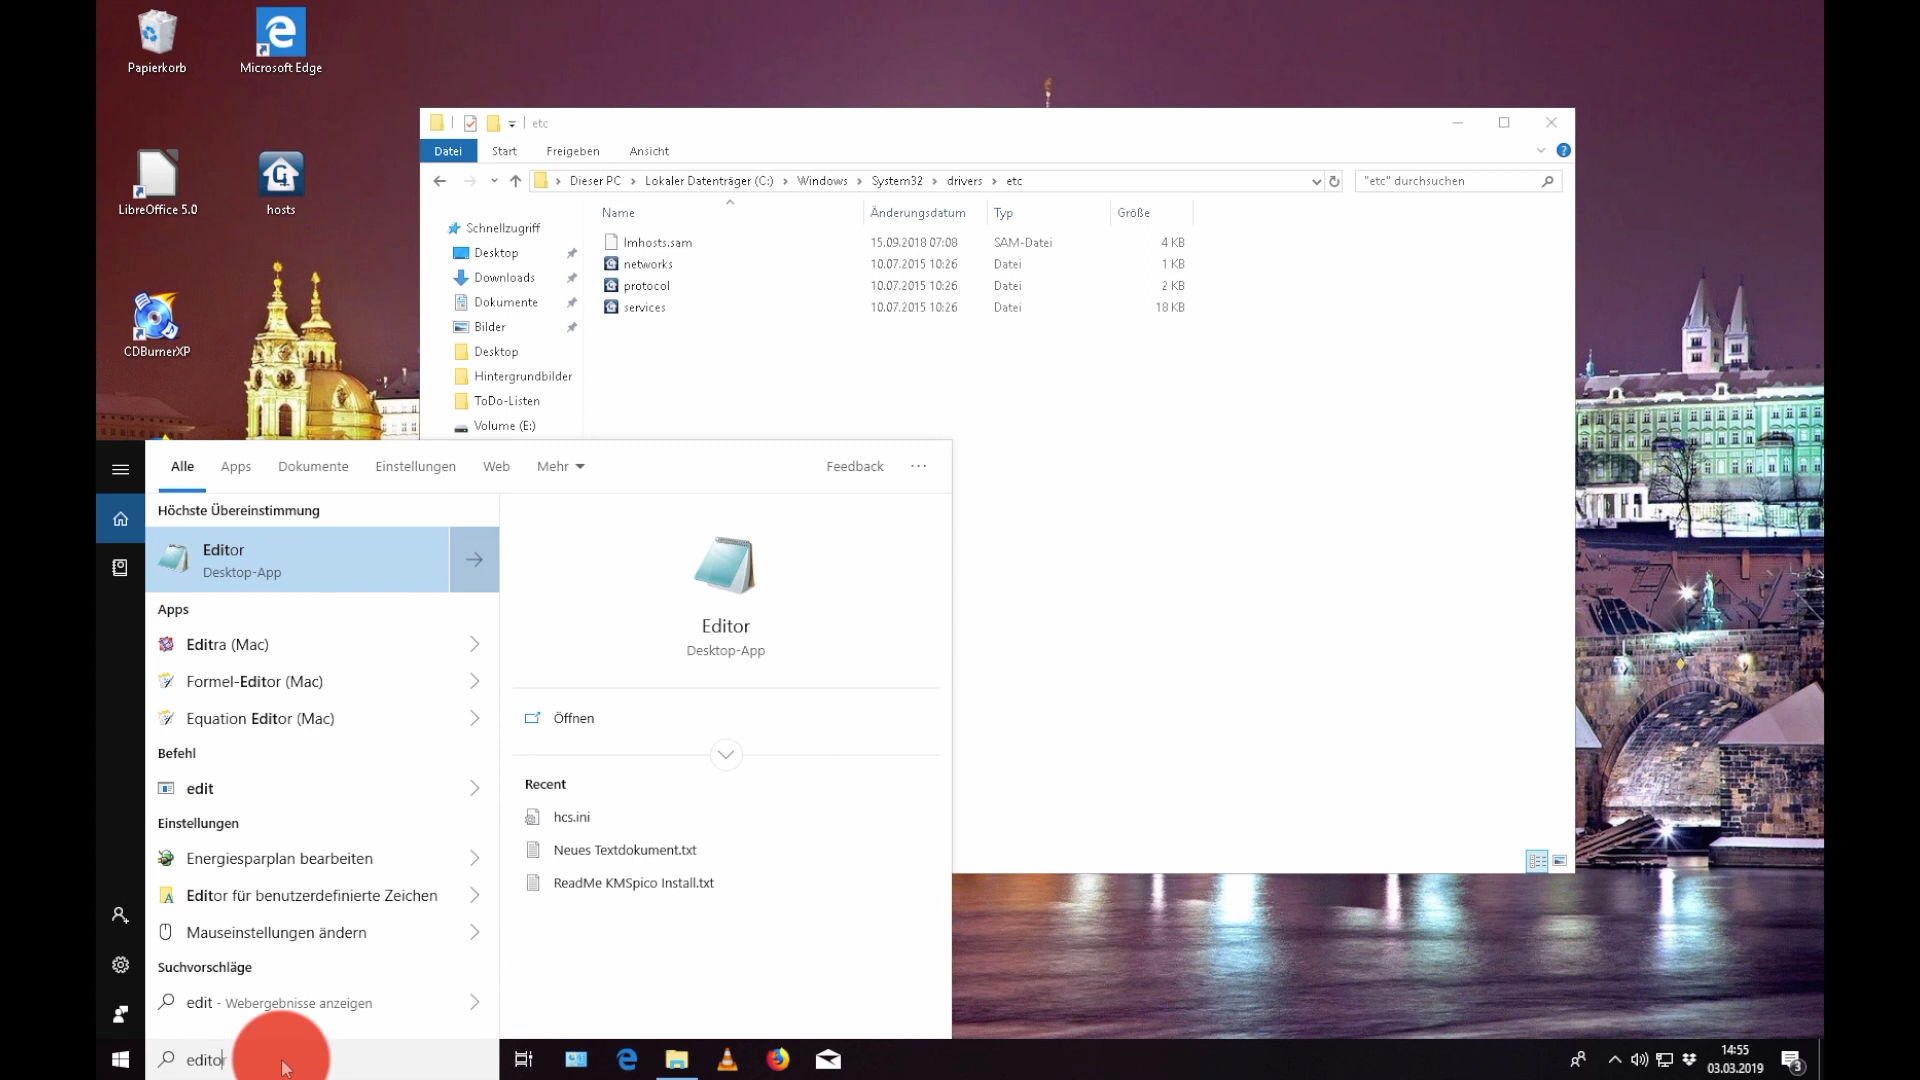 Papierkorb
Microsoft Edge
LibreOffice 5.0
hosts
CDBurnerXP
etc
Datei Start Freigeben Ansicht
Dieser PC Lokaler Datenträger (C:) Windows System32 drivers etc
"etc" durchsuchen
Name Änderungsdatum Typ Größe
lmhosts.sam 15.09.2018 07:08 SAM-Datei 4 KB
networks 10.07.2015 10:26 Datei 1 KB
protocol 10.07.2015 10:26 Datei 2 KB
services 10.07.2015 10:26 Datei 18 KB
Schnellzugriff
Desktop
Downloads
Dokumente
Bilder
Desktop
Hintergrundbilder
ToDo-Listen
Volume (E:)
Alle Apps Dokumente Einstellungen Web Mehr Feedback ...
Höchste Übereinstimmung
Editor
Desktop-App
Apps
Editra (Mac)
Formel-Editor (Mac)
Equation Editor (Mac)
Befehl
edit
Einstellungen
Energiesparplan bearbeiten
Editor für benutzerdefinierte Zeichen
Mauseinstellungen ändern
Suchvorschläge
edit - Webergebnisse anzeigen
Editor
Desktop-App
Öffnen
Recent
hcs.ini
Neues Textdokument.txt
ReadMe KMSpico Install.txt
editor
14:55
03.03.2019
3